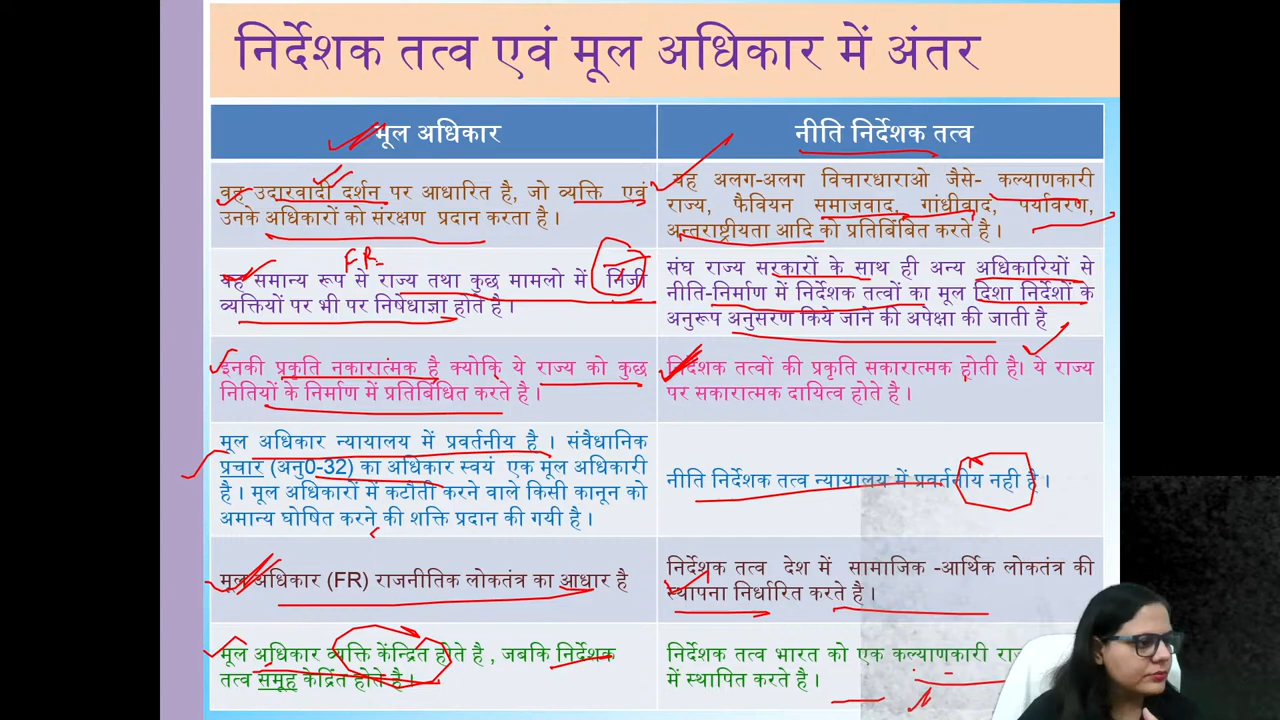 निर्देशक तत्व एवं मूल अधिकार में अंतर
मूल अधिकार
नीति निर्देशक तत्व
वह उदारवादी दर्शन पर आधारित है, जो व्यक्ति एवं
उनके अधिकारों को संरक्षण प्रदान करता है ।
यह अलग-अलग विचारधाराओ जैसे- कल्याणकारी
राज्य, फैवियन समाजवाद, गांधीवाद, पर्यावरण,
अन्तराष्ट्रीयता आदि को प्रतिबिंबित करते है ।
FR
यह समान्य रूप से राज्य तथा कुछ मामलो में निजी
व्यक्तियों पर भी पर निषेधाज्ञा होते है ।
संघ राज्य सरकारों के साथ ही अन्य अधिकारियों से
नीति-निर्माण में निर्देशक तत्वों का मूल दिशा निर्देशों के
अनुरूप अनुसरण किये जाने की अपेक्षा की जाती है
इनकी प्रकृति नकारात्मक है क्योकि ये राज्य को कुछ
नितियों के निर्माण में प्रतिबिंधित करते है ।
निर्देशक तत्वों की प्रकृति सकारात्मक होती है। ये राज्य
पर सकारात्मक दायित्व होते है ।
मूल अधिकार न्यायालय में प्रवर्तनीय है । संवैधानिक
प्रचार (अनु0-32) का अधिकार स्वयं एक मूल अधिकारी
है । मूल अधिकारों में कटौती करने वाले किसी कानून को
अमान्य घोषित करने की शक्ति प्रदान की गयी है ।
नीति निर्देशक तत्व न्यायालय में प्रवर्तनीय नही है ।
मूल अधिकार (FR) राजनीतिक लोकतंत्र का आधार है
निर्देशक तत्व देश में सामाजिक -आर्थिक लोकतंत्र की
स्थापना निर्धारित करते है ।
मूल अधिकार व्यक्ति केंन्द्रित होते है , जबकि निर्देशक
तत्व समूह केंद्रित होते है ।
निर्देशक तत्व भारत को एक कल्याणकारी
में स्थापित करते है ।